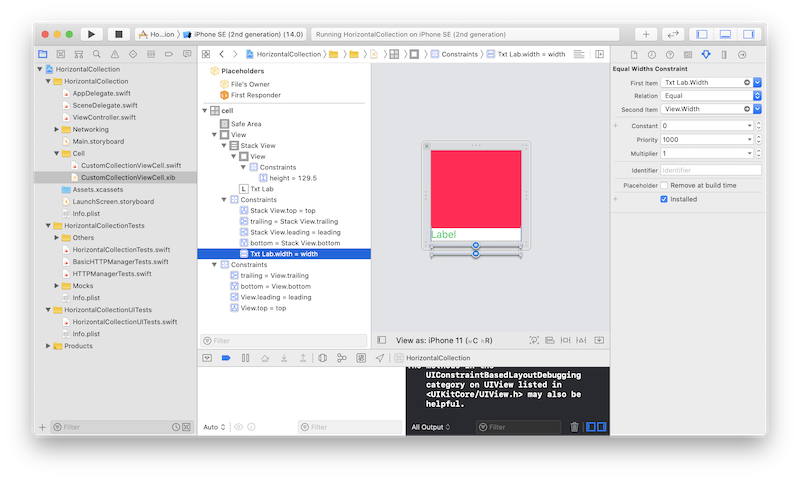 Ho...ion
iPhone SE (2nd generation) (14.0)
Running HorizontalCollection on iPhone SE (2nd generation)
HorizontalCollection
HorizontalCollection
AppDelegate.swift
SceneDelegate.swift
ViewController.swift
Networking
Main.storyboard
Cell
CustomCollectionViewCell.swift
CustomCollectionViewCell.xib
Assets.xcassets
LaunchScreen.storyboard
Info.plist
HorizontalCollectionTests
Others
HorizontalCollectionTests.swift
BasicHTTPManagerTests.swift
HTTPManagerTests.swift
Mocks
Info.plist
HorizontalCollectionUITests
HorizontalCollectionUITests.swift
Info.plist
Products
Filter
HorizontalCollection
Constraints
Txt Lab.width = width
Placeholders
File's Owner
First Responder
cell
Safe Area
View
Stack View
View
Constraints
height = 129.5
L Txt Lab
Constraints
Stack View.top = top
trailing = Stack View.trailing
Stack View.leading = leading
bottom = Stack View.bottom
Txt Lab.width = width
Constraints
trailing = View.trailing
bottom = View.bottom
View.leading = leading
View.top = top
Filter
Label
View as: iPhone 11 (wC hR)
HorizontalCollection
UIConstraintBasedLayoutDebugging
category on UIView listed in
<UIKitCore/UIView.h> may also be
helpful.
Auto
Filter
All Output
Filter
Equal Widths Constraint
First Item Txt Lab.Width
Relation Equal
Second Item View.Width
Constant 0
Priority 1000
Multiplier 1
Identifier Identifier
Placeholder Remove at build time
Installed